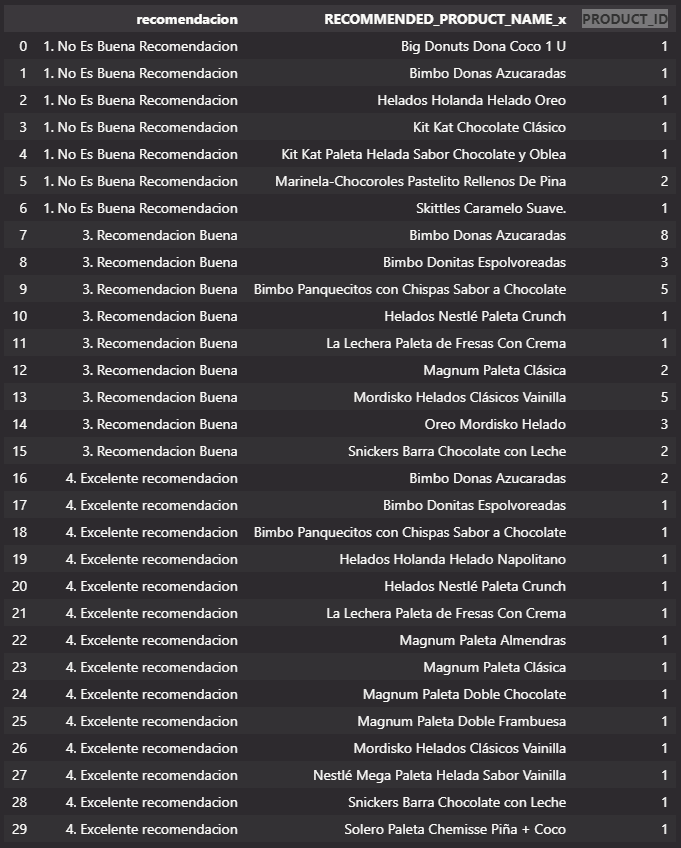 recomendacion RECOMMENDED_PRODUCT_NAME_x PRODUCT_ID
0 1. No Es Buena Recomendacion Big Donuts Dona Coco 1 U 1
1 1. No Es Buena Recomendacion Bimbo Donas Azucaradas 1
2 1. No Es Buena Recomendacion Helados Holanda Helado Oreo 1
3 1. No Es Buena Recomendacion Kit Kat Chocolate Clásico 1
4 1. No Es Buena Recomendacion Kit Kat Paleta Helada Sabor Chocolate y Oblea 1
5 1. No Es Buena Recomendacion Marinela-Chocoroles Pastelito Rellenos De Pina 2
6 1. No Es Buena Recomendacion Skittles Caramelo Suave. 1
7 3. Recomendacion Buena Bimbo Donas Azucaradas 8
8 3. Recomendacion Buena Bimbo Donitas Espolvoreadas 3
9 3. Recomendacion Buena Bimbo Panquecitos con Chispas Sabor a Chocolate 5
10 3. Recomendacion Buena Helados Nestlé Paleta Crunch 1
11 3. Recomendacion Buena La Lechera Paleta de Fresas Con Crema 1
12 3. Recomendacion Buena Magnum Paleta Clásica 2
13 3. Recomendacion Buena Mordisko Helados Clásicos Vainilla 5
14 3. Recomendacion Buena Oreo Mordisko Helado 3
15 3. Recomendacion Buena Snickers Barra Chocolate con Leche 2
16 4. Excelente recomendacion Bimbo Donas Azucaradas 2
17 4. Excelente recomendacion Bimbo Donitas Espolvoreadas 1
18 4. Excelente recomendacion Bimbo Panquecitos con Chispas Sabor a Chocolate 1
19 4. Excelente recomendacion Helados Holanda Helado Napolitano 1
20 4. Excelente recomendacion Helados Nestlé Paleta Crunch 1
21 4. Excelente recomendacion La Lechera Paleta de Fresas Con Crema 1
22 4. Excelente recomendacion Magnum Paleta Almendras 1
23 4. Excelente recomendacion Magnum Paleta Clásica 1
24 4. Excelente recomendacion Magnum Paleta Doble Chocolate 1
25 4. Excelente recomendacion Magnum Paleta Doble Frambuesa 1
26 4. Excelente recomendacion Mordisko Helados Clásicos Vainilla 1
27 4. Excelente recomendacion Nestlé Mega Paleta Helada Sabor Vainilla 1
28 4. Excelente recomendacion Snickers Barra Chocolate con Leche 1
29 4. Excelente recomendacion Solero Paleta Chemisse Piña + Coco 1